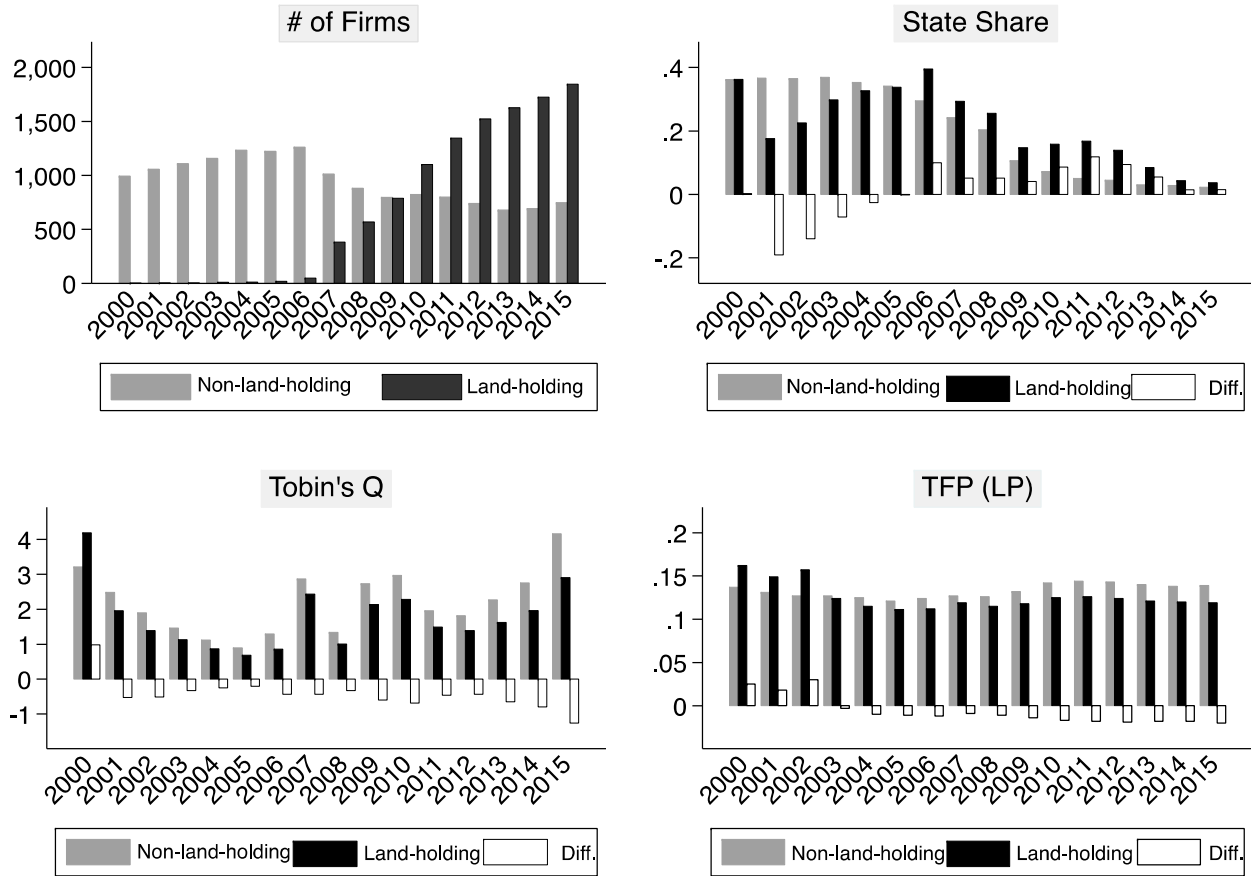 # of Firms
2,000
1,500
1,000
500
0
2000 2001 2002 2003 2004 2005 2006 2007 2008 2009 2010 2011 2012 2013 2014 2015
Non-land-holding Land-holding
State Share
.4
.2
0
-.2
2000 2001 2002 2003 2004 2005 2006 2007 2008 2009 2010 2011 2012 2013 2014 2015
Non-land-holding Land-holding Diff.
Tobin's Q
4
3
2
1
0
-1
2000 2001 2002 2003 2004 2005 2006 2007 2008 2009 2010 2011 2012 2013 2014 2015
Non-land-holding Land-holding Diff.
TFP (LP)
.2
.15
.1
.05
0
2000 2001 2002 2003 2004 2005 2006 2007 2008 2009 2010 2011 2012 2013 2014 2015
Non-land-holding Land-holding Diff.